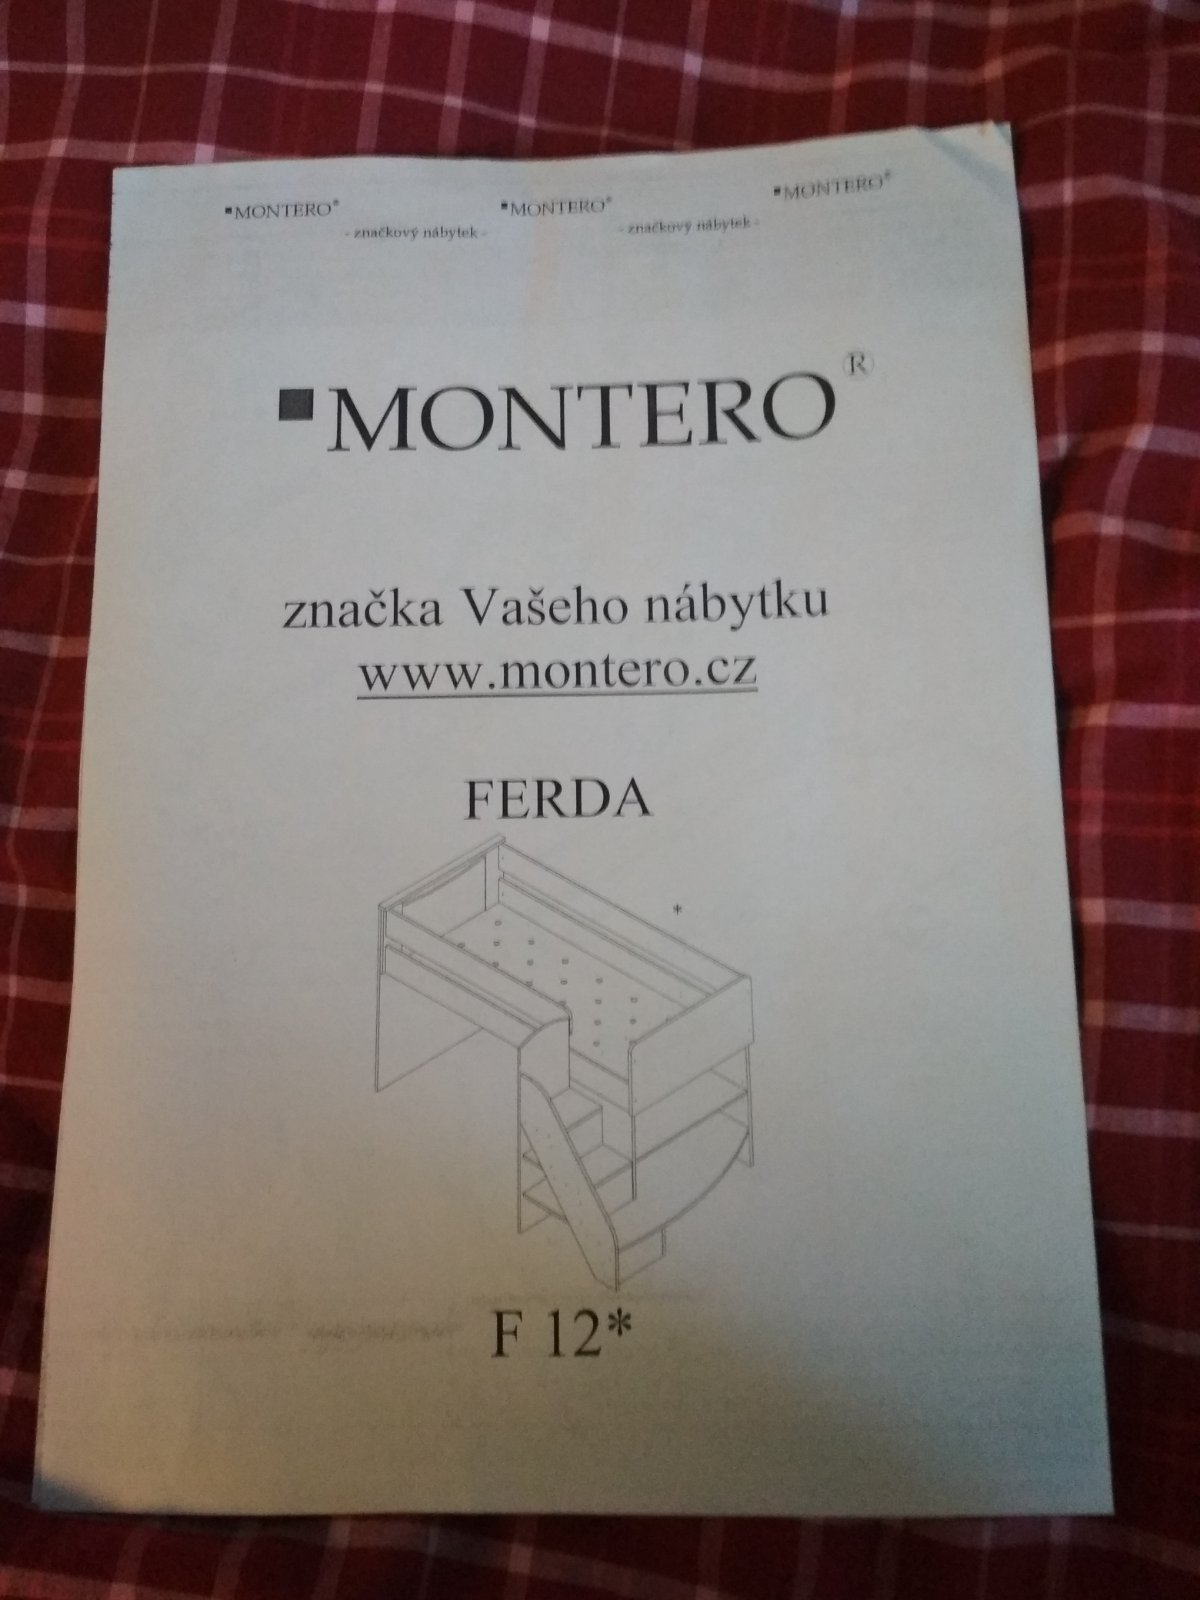 ▪MONTERO® ▪MONTERO® ▪MONTERO®
- značkový nábytek - - značkový nábytek -
■MONTERO®
značka Vašeho nábytku
www.montero.cz
FERDA
*
F 12*